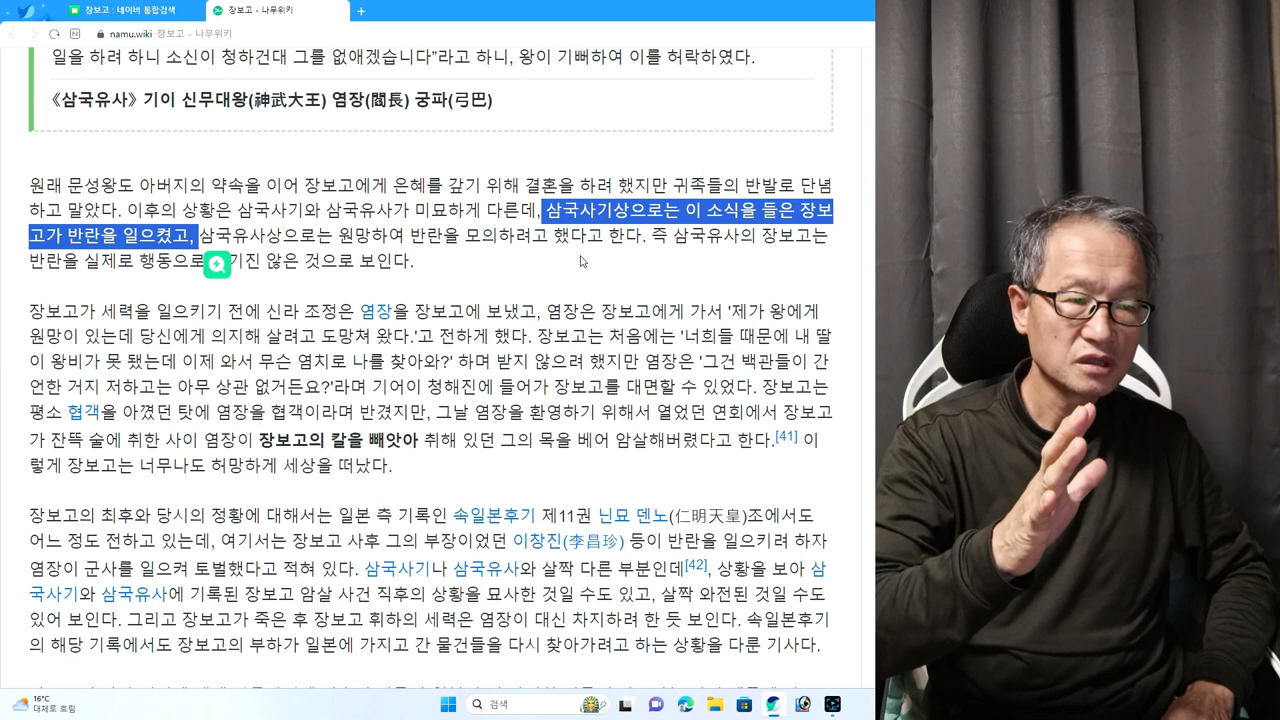 장보고 : 네이버 통합검색
장보고 - 나무위키
namu.wiki 장보고 - 나무위키
일을 하려 하니 소신이 청하건대 그를 없애겠습니다”라고 하니, 왕이 기뻐하여 이를 허락하였다.
《삼국유사》 기이 신무대왕(神武大王) 염장(閻長) 궁파(弓巴)
원래 문성왕도 아버지의 약속을 이어 장보고에게 은혜를 갚기 위해 결혼을 하려 했지만 귀족들의 반발로 단념
하고 말았다. 이후의 상황은 삼국사기와 삼국유사가 미묘하게 다른데, 삼국사기상으로는 이 소식을 들은 장보
고가 반란을 일으켰고, 삼국유사상으로는 원망하여 반란을 모의하려고 했다고 한다. 즉 삼국유사의 장보고는
반란을 실제로 행동으로 기진 않은 것으로 보인다.
장보고가 세력을 일으키기 전에 신라 조정은 염장을 장보고에 보냈고, 염장은 장보고에게 가서 '제가 왕에게
원망이 있는데 당신에게 의지해 살려고 도망쳐 왔다.'고 전하게 했다. 장보고는 처음에는 '너희들 때문에 내 딸
이 왕비가 못 됐는데 이제 와서 무슨 염치로 나를 찾아와?' 하며 받지 않으려 했지만 염장은 '그건 백관들이 간
언한 거지 저하고는 아무 상관 없거든요?'라며 기어이 청해진에 들어가 장보고를 대면할 수 있었다. 장보고는
평소 협객을 아꼈던 탓에 염장을 협객이라며 반겼지만, 그날 염장을 환영하기 위해서 열었던 연회에서 장보고
가 잔뜩 술에 취한 사이 염장이 장보고의 칼을 빼앗아 취해 있던 그의 목을 베어 암살해버렸다고 한다.[41] 이
렇게 장보고는 너무나도 허망하게 세상을 떠났다.
장보고의 최후와 당시의 정황에 대해서는 일본 측 기록인 속일본후기 제11권 닌묘 덴노(仁明天皇)조에서도
어느 정도 전하고 있는데, 여기서는 장보고 사후 그의 부장이었던 이창진(李昌珍) 등이 반란을 일으키려 하자
염장이 군사를 일으켜 토벌했다고 적혀 있다. 삼국사기나 삼국유사와 살짝 다른 부분인데[42], 상황을 보아 삼
국사기와 삼국유사에 기록된 장보고 암살 사건 직후의 상황을 묘사한 것일 수도 있고, 살짝 와전된 것일 수도
있어 보인다. 그리고 장보고가 죽은 후 장보고 휘하의 세력은 염장이 대신 차지하려 한 듯 보인다. 속일본후기
의 해당 기록에서도 장보고의 부하가 일본에 가지고 간 물건들을 다시 찾아가려고 하는 상황을 다룬 기사다.
16°C
대체로 흐림
검색